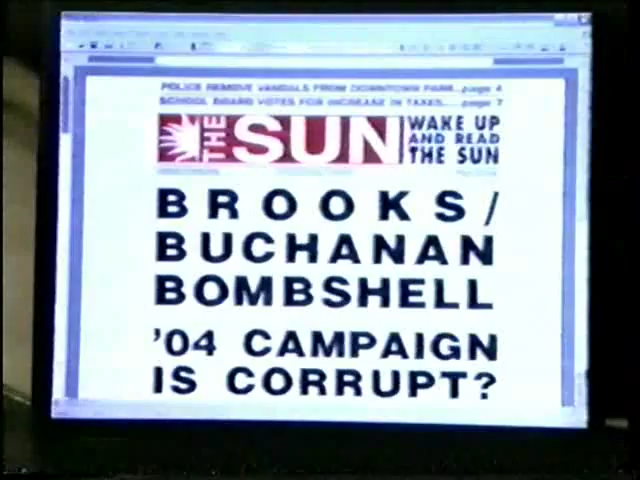 POLICE REMOVE VANDALS FROM DOWNTOWN PARK...page 4
SCHOOL BOARD VOTES FOR INCREASE IN TAXES....page 7
THE SUN
WAKE UP
AND READ
THE SUN
BROOKS/
BUCHANAN
BOMBSHELL
'04 CAMPAIGN
IS CORRUPT?